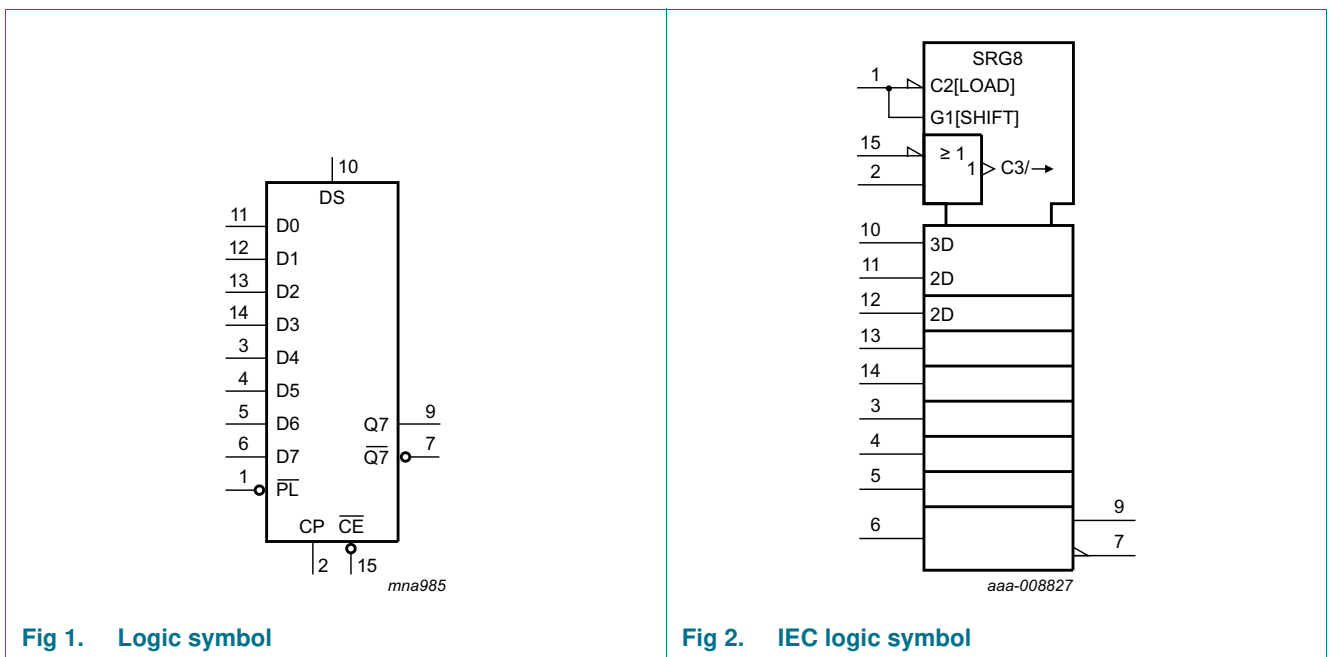 10
DS
11 D0
12 D1
13 D2
14 D3
3 D4
4 D5
5 D6 Q7 9
6 D7 Q7̅ 7
1 P̅L̅
CP C̅E̅
2 15
mna985
Fig 1. Logic symbol
SRG8
1 C2[LOAD]
G1[SHIFT]
15 ≥ 1
2 1 C3/→
10 3D
11 2D
12 2D
13
14
3
4
5
9
6
7
aaa-008827
Fig 2. IEC logic symbol